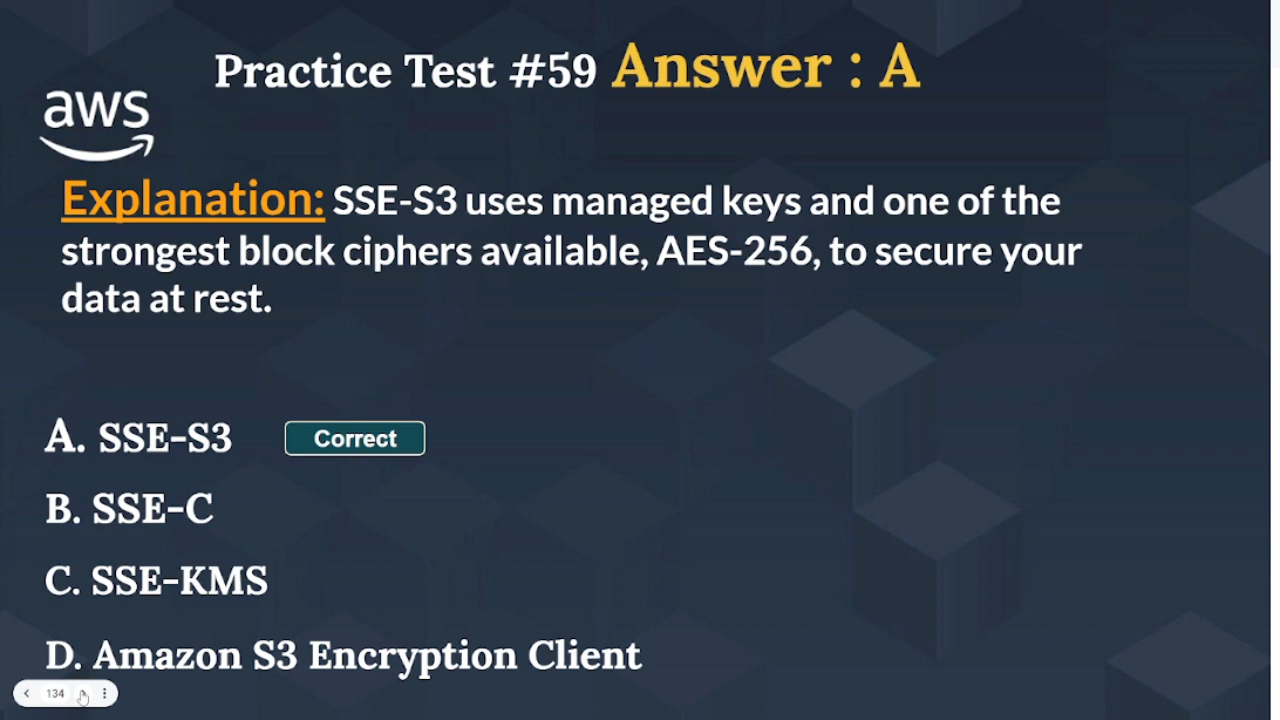 Practice Test #59 Answer : A
aws
Explanation: SSE-S3 uses managed keys and one of the
strongest block ciphers available, AES-256, to secure your
data at rest.
A. SSE-S3 Correct
B. SSE-C
C. SSE-KMS
D. Amazon S3 Encryption Client
134